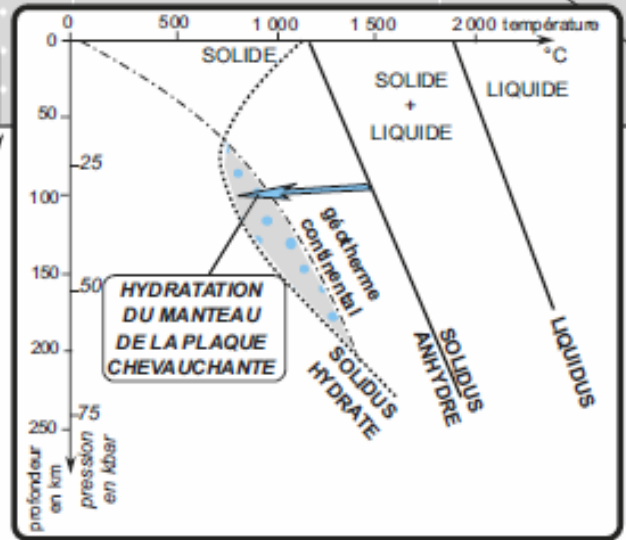 0 500 1 000 1 500 2 000 température
°C
0
50
100
150
200
250
25
50
75
profondeur
en km
pression
en kbar
SOLIDE
SOLIDE
+
LIQUIDE
LIQUIDE
géotherme
continental
HYDRATATION
DU MANTEAU
DE LA PLAQUE
CHEVAUCHANTE
SOLIDUS
HYDRATE
SOLIDUS
ANHYDRE
LIQUIDUS